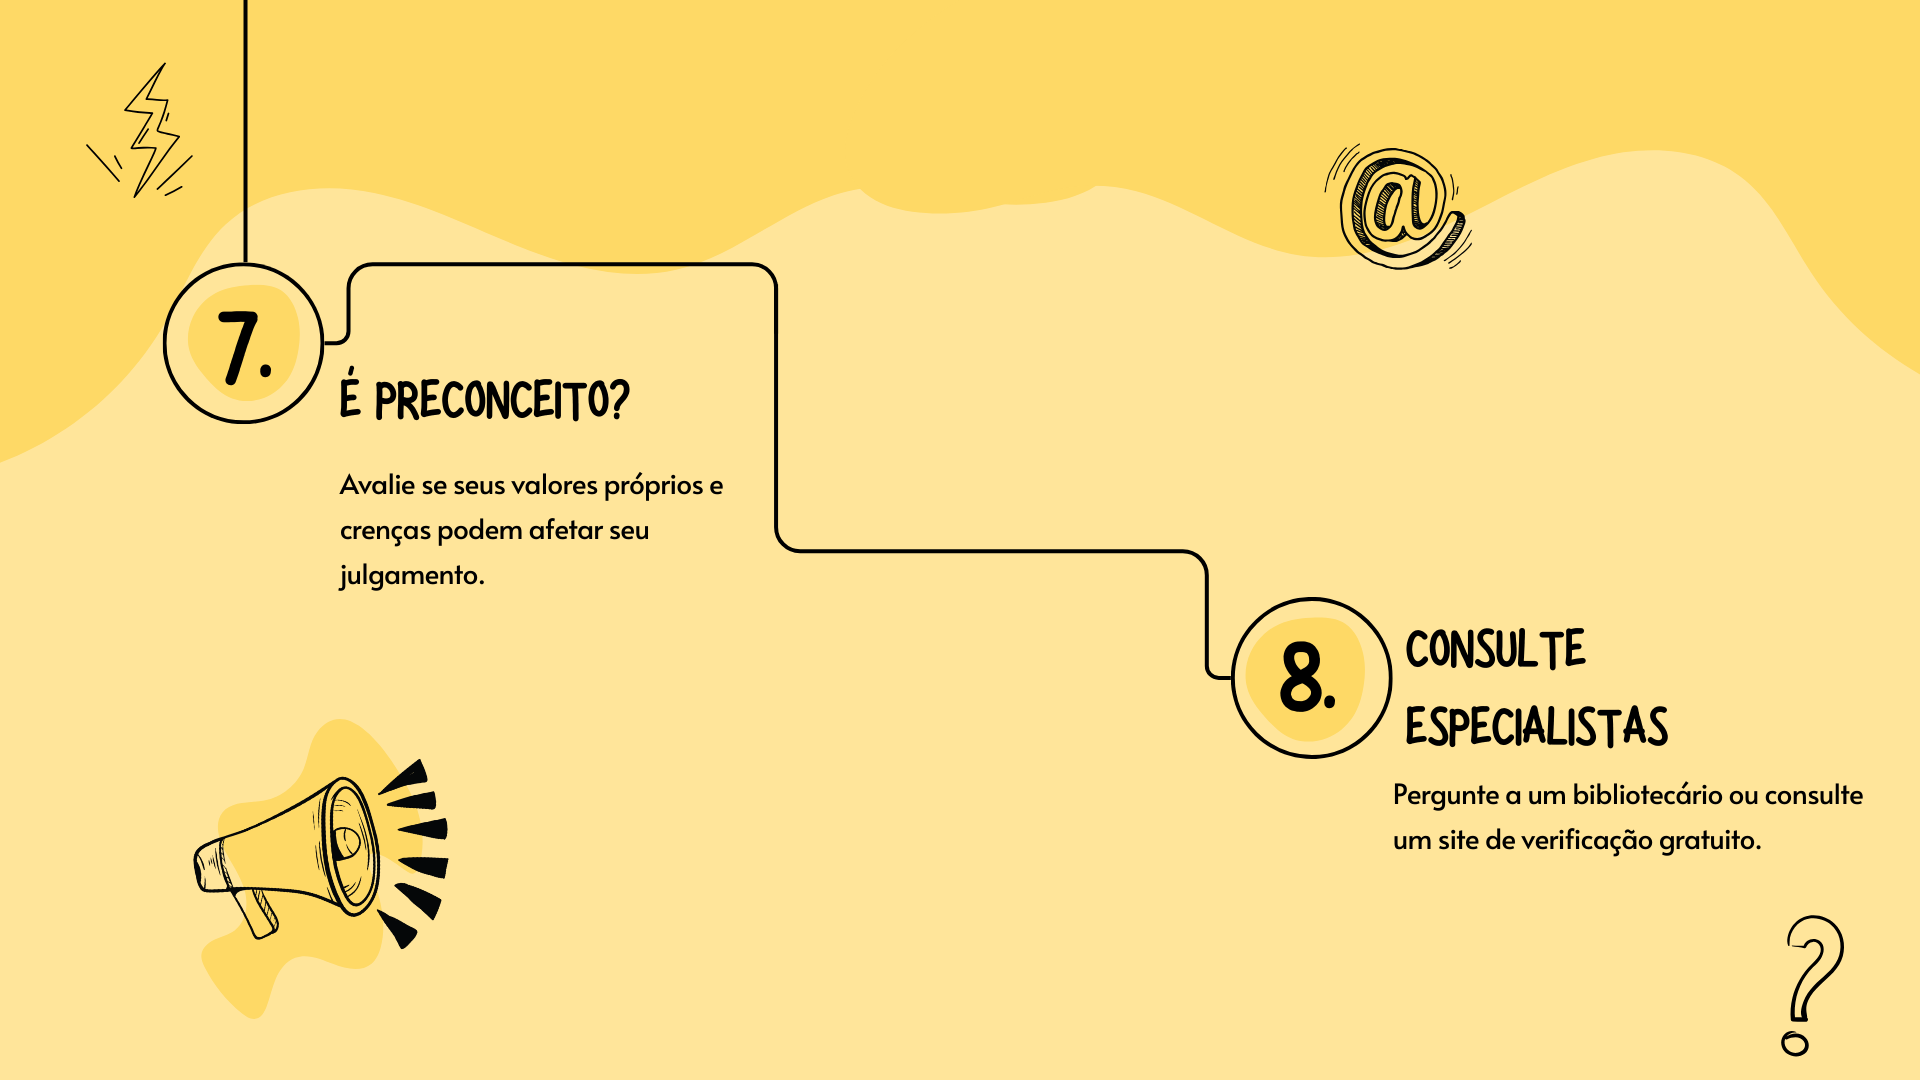 7.
É PRECONCEITO?
Avalie se seus valores próprios e
crenças podem afetar seu
julgamento.
@
8.
CONSULTE
ESPECIALISTAS
Pergunte a um bibliotecário ou consulte
um site de verificação gratuito.
?